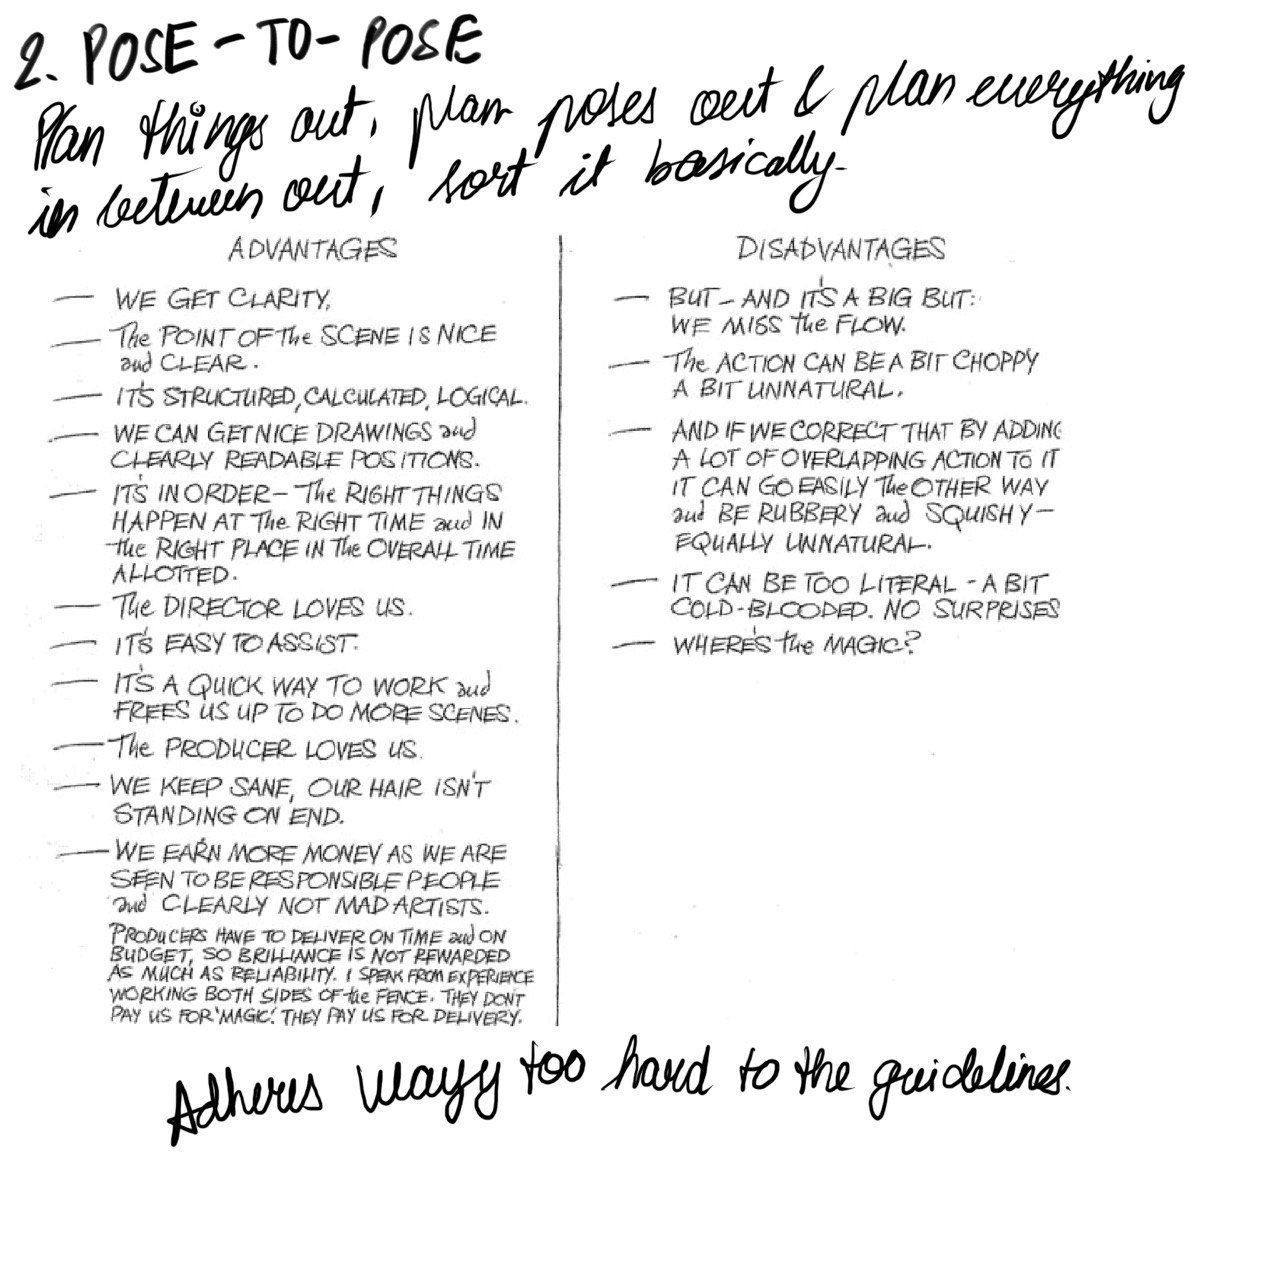 2. POSE-TO-POSE
Plan things out, plan poses out & plan everything
in between out, sort it basically.
ADVANTAGES
— WE GET CLARITY.
— The POINT OF The SCENE IS NICE
and CLEAR.
— IT'S STRUCTURED, CALCULATED, LOGICAL.
— WE CAN GET NICE DRAWINGS and
CLEARLY READABLE POSITIONS.
— IT'S IN ORDER — The RIGHT THINGS
HAPPEN AT The RIGHT TIME and IN
the RIGHT PLACE IN The OVERALL TIME
ALLOTTED.
— The DIRECTOR LOVES US.
— IT'S EASY TO ASSIST.
— IT'S A QUICK WAY TO WORK and
FREES US UP TO DO MORE SCENES.
— The PRODUCER LOVES US.
— WE KEEP SANE, OUR HAIR ISN'T
STANDING ON END.
— WE EARN MORE MONEY AS WE ARE
SEEN TO BE RESPONSIBLE PEOPLE
and CLEARLY NOT MAD ARTISTS.
PRODUCERS HAVE TO DELIVER ON TIME and ON
BUDGET, SO BRILLIANCE IS NOT REWARDED
AS MUCH AS RELIABILITY. I SPEAK FROM EXPERIENCE
WORKING BOTH SIDES OF the FENCE. THEY DON'T
PAY US FOR 'MAGIC'. THEY PAY US FOR DELIVERY.
DISADVANTAGES
— BUT — AND IT'S A BIG BUT:
WE MISS the FLOW.
— The ACTION CAN BE A BIT CHOPPY
A BIT UNNATURAL.
— AND IF WE CORRECT THAT BY ADDING
A LOT OF OVERLAPPING ACTION TO IT
IT CAN GO EASILY The OTHER WAY
and BE RUBBERY and SQUISHY —
EQUALLY UNNATURAL.
— IT CAN BE TOO LITERAL - A BIT
COLD-BLOODED. NO SURPRISES
— WHERE'S the MAGIC?
Adheres wayy too hard to the guidelines.